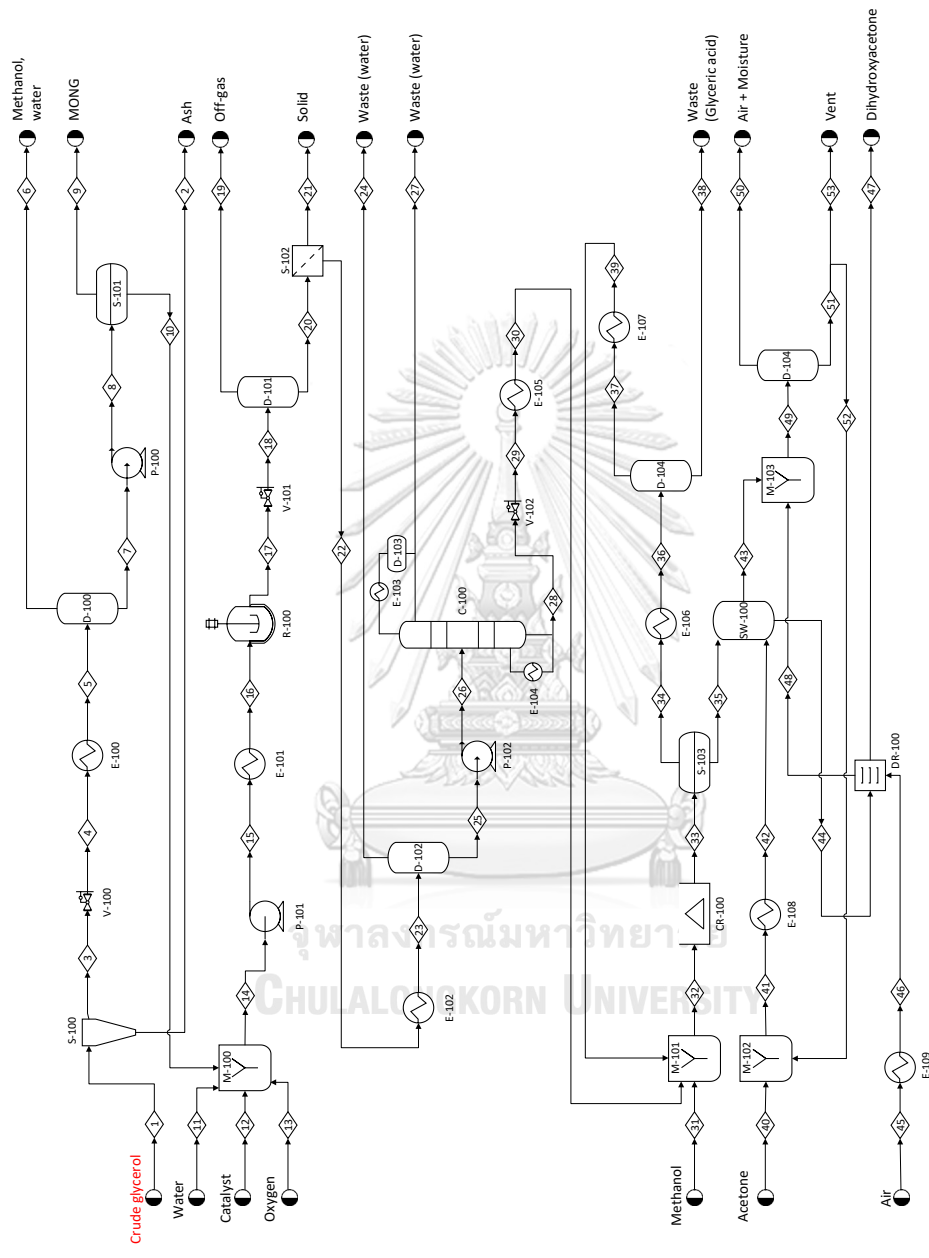 Crude glycerol
1
S-100
2
Ash
3
V-100
4
E-100
5
D-100
6
Methanol,
water
7
P-100
8
S-101
9
MONG
10
Water
11
Catalyst
12
Oxygen
13
M-100
14
P-101
15
E-101
16
R-100
17
V-101
18
D-101
19
Off-gas
20
S-102
21
Solid
22
E-102
23
D-102
24
Waste (water)
25
P-102
26
C-100
E-103
D-103
27
Waste (water)
E-104
28
V-102
29
E-105
30
Methanol
31
M-101
32
CR-100
33
S-103
34
E-106
36
D-104
37
E-107
39
38
Waste
(Glyceric acid)
35
Acetone
40
M-102
41
E-108
42
SW-100
43
M-103
49
D-104
50
Air + Moisture
51
53
Vent
52
44
48
Air
45
E-109
46
DR-100
47
Dihydroxyacetone
จุฬาลงกรณ์มหาวิทยาลัย
CHULALONGKORN UNIVERSITY